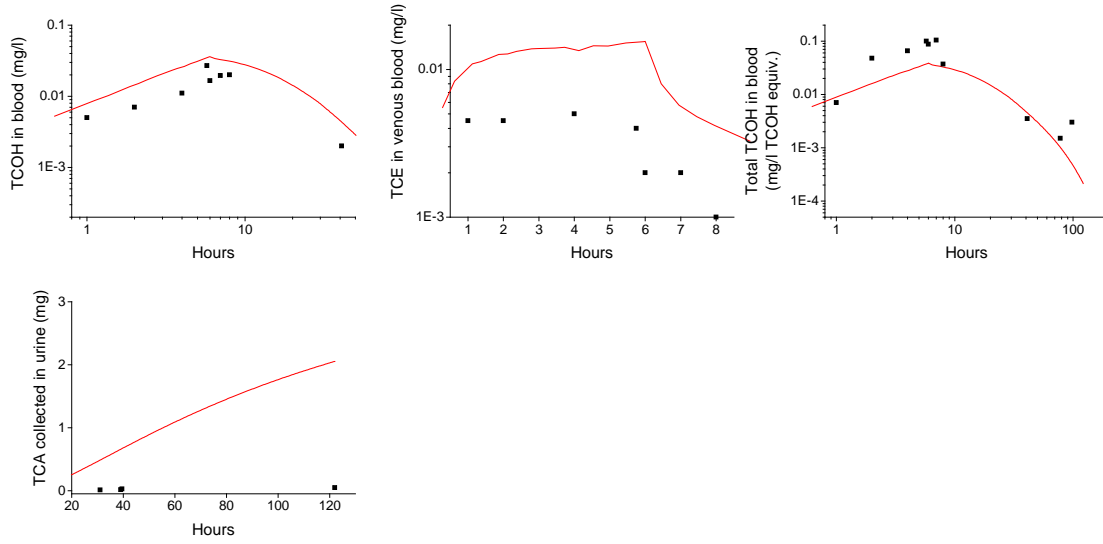 TCOH in blood (mg/l)
0.1
0.01
1E-3
1
10
Hours
TCE in venous blood (mg/l)
0.01
1E-3
1 2 3 4 5 6 7 8
Hours
Total TCOH in blood
(mg/l TCOH equiv.)
0.1
0.01
1E-3
1E-4
1 10 100
Hours
TCA collected in urine (mg)
3
2
1
0
20 40 60 80 100 120
Hours